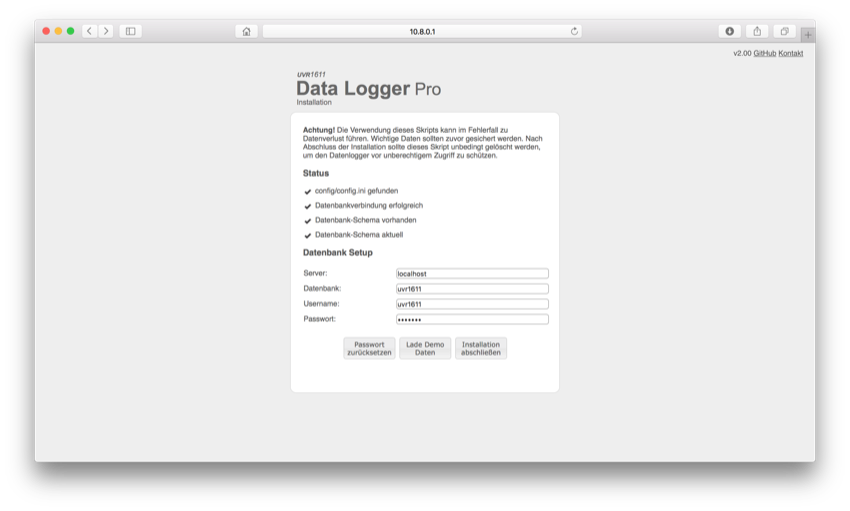 10.8.0.1
v2.00 GitHub Kontakt
UVR1611
Data Logger Pro
Installation
Achtung! Die Verwendung dieses Skripts kann im Fehlerfall zu
Datenverlust führen. Wichtige Daten sollten zuvor gesichert werden. Nach
Abschluss der Installation sollte dieses Skript unbedingt gelöscht werden,
um den Datenlogger vor unberechtigem Zugriff zu schützen.
Status
config/config.ini gefunden
Datenbankverbindung erfolgreich
Datenbank-Schema vorhanden
Datenbank-Schema aktuell
Datenbank Setup
Server: localhost
Datenbank: uvr1611
Username: uvr1611
Passwort: •••••••
Passwort zurücksetzen
Lade Demo Daten
Installation abschließen